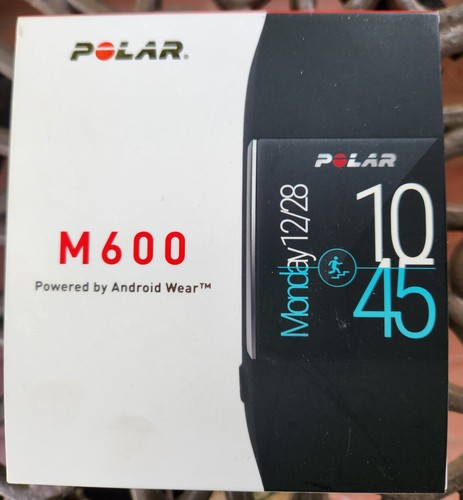 POLAR®
M600
Powered by Android Wear™
POLAR
Monday 12/28
10
45